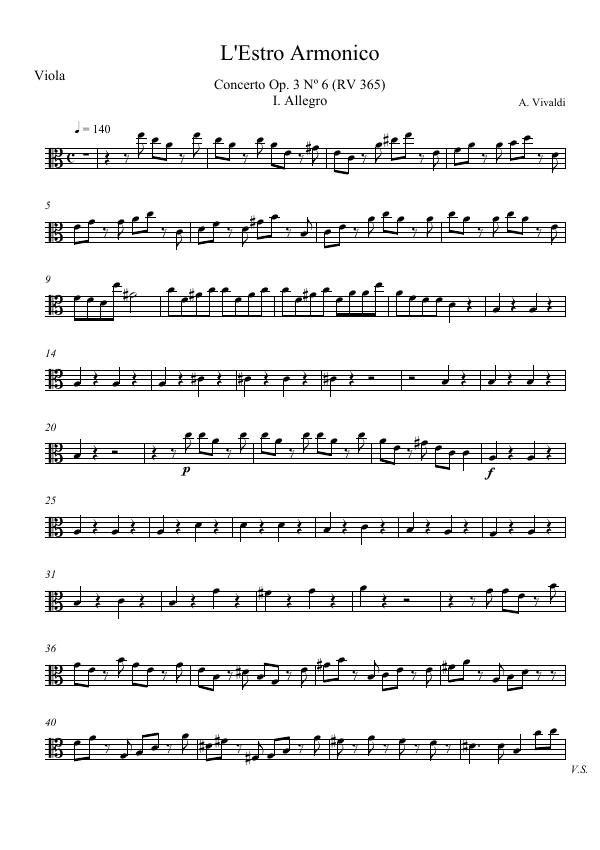 L'Estro Armonico
Viola
Concerto Op. 3 Nº 6 (RV 365)
I. Allegro
A. Vivaldi
♩ = 140
5
9
14
20
p
f
25
31
36
40
V.S.